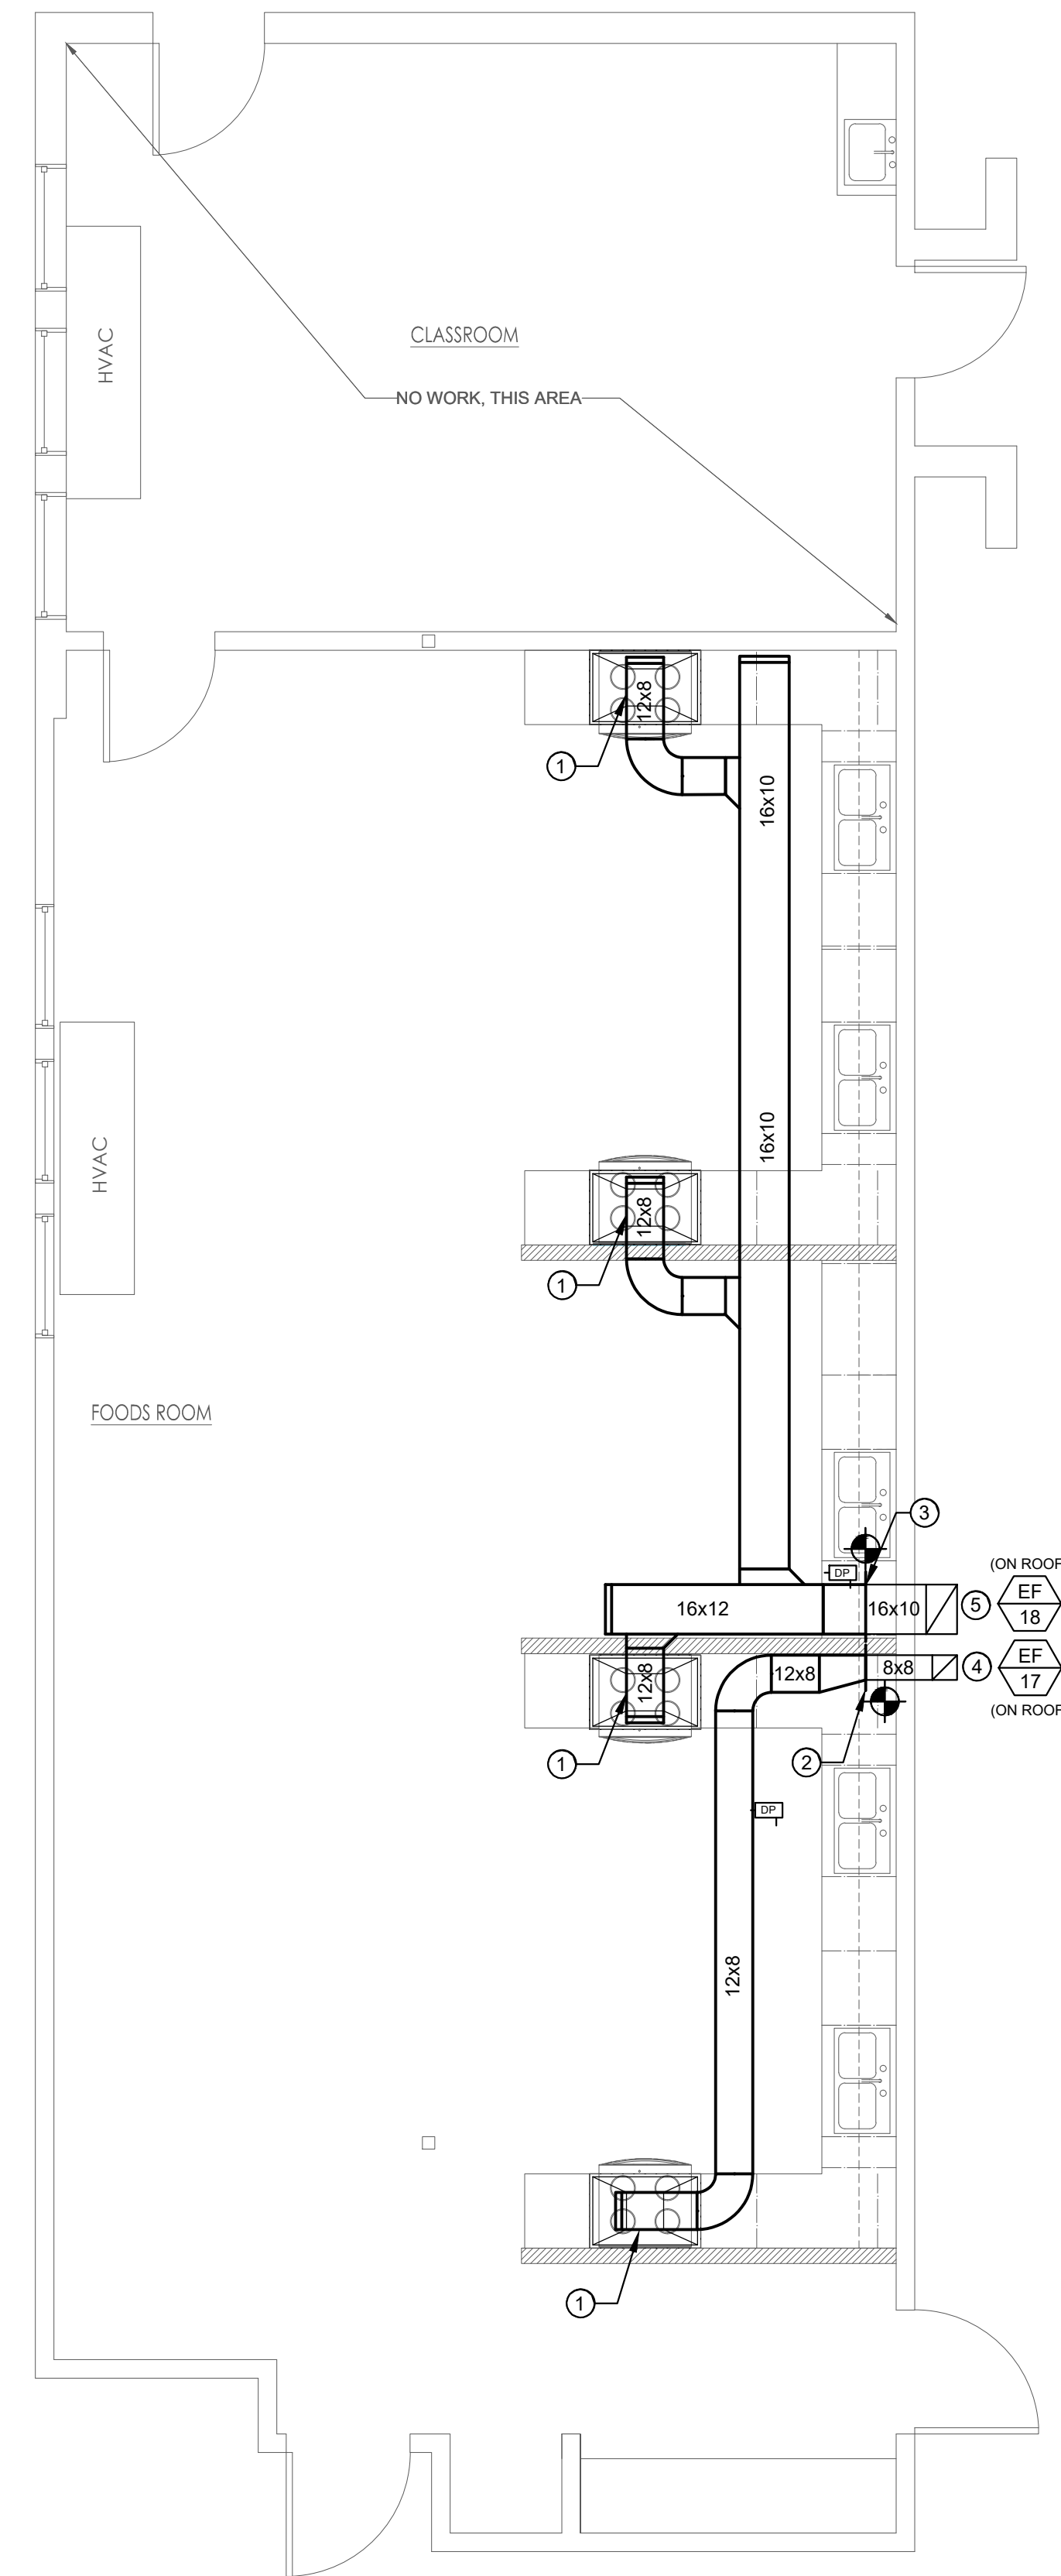 HVAC
CLASSROOM
NO WORK, THIS AREA
12x8
1
16x10
16x10
HVAC
12x8
1
FOODS ROOM
3
DP
(ON ROOF
16x12
16x10
5
EF
18
12x8
12x8
8x8
4
EF
17
(ON ROOF
1
2
DP
12x8
1